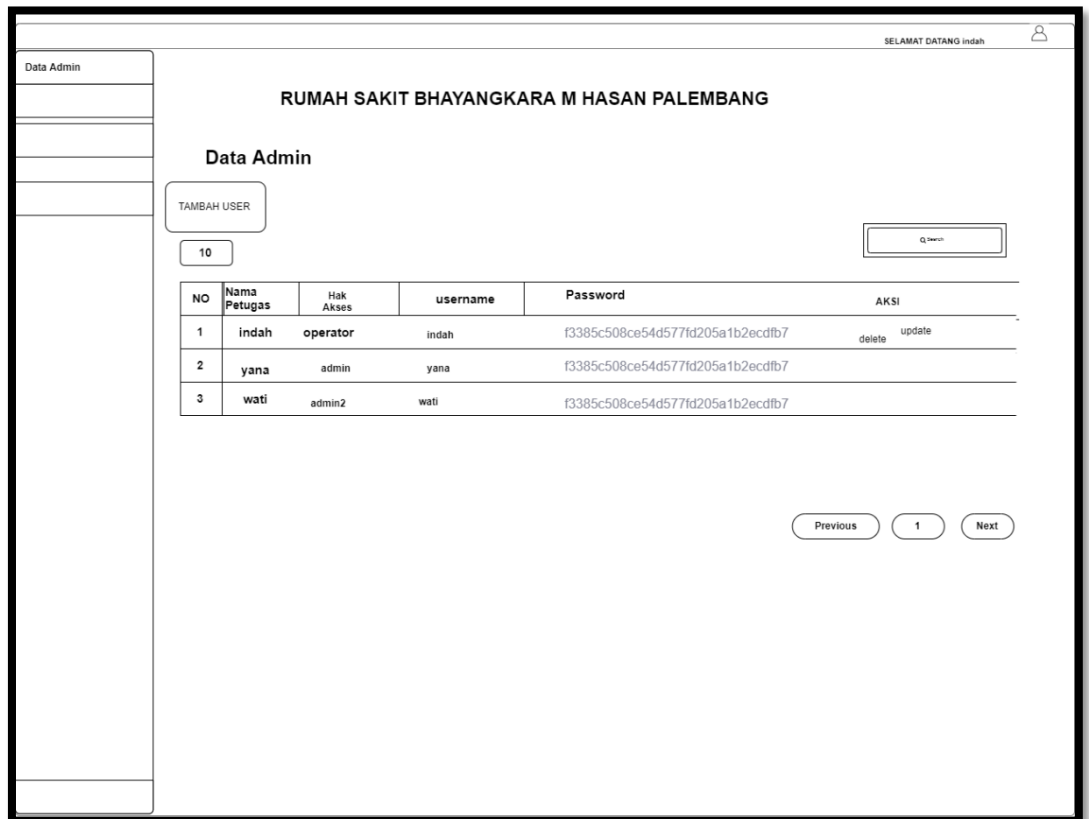 SELAMAT DATANG indah
Data Admin
RUMAH SAKIT BHAYANGKARA M HASAN PALEMBANG
Data Admin
TAMBAH USER
Search
10
NO Nama Petugas Hak Akses username Password AKSI
1 indah operator indah f3385c508ce54d577fd205a1b2ecdfb7 delete update
2 yana admin yana f3385c508ce54d577fd205a1b2ecdfb7
3 wati admin2 wati f3385c508ce54d577fd205a1b2ecdfb7
Previous 1 Next